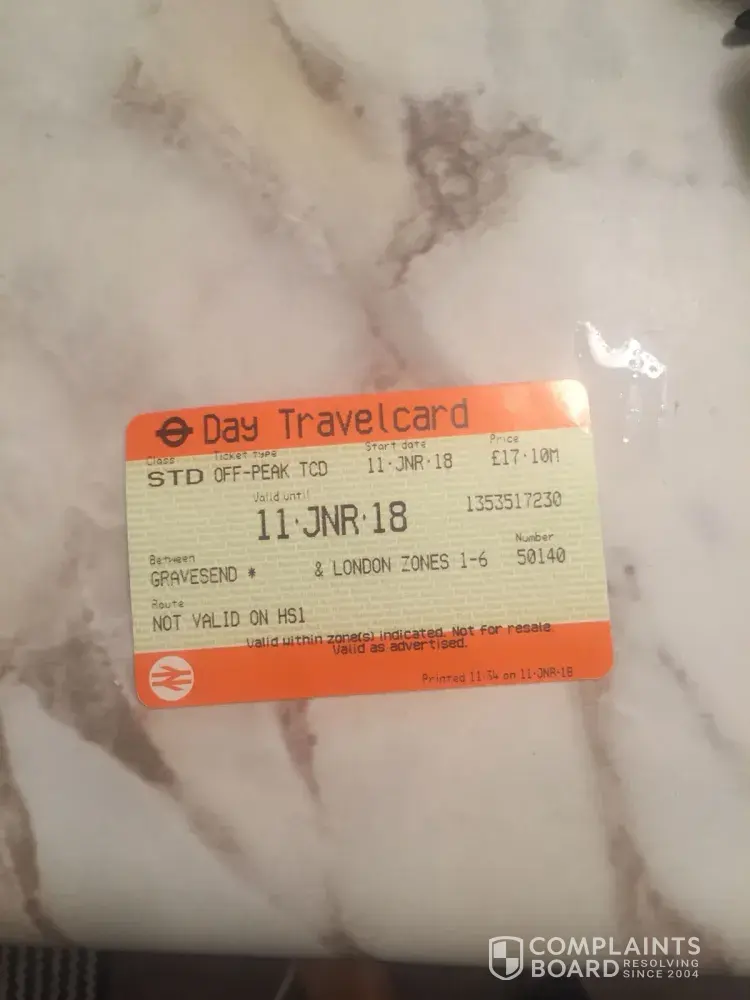 Day Travelcard
Class Ticket type Start date Price
STD OFF-PEAK TCD 11·JNR·18 £17·10M
Valid until
11·JNR·18 1353517230
Between Number
GRAVESEND * & LONDON ZONES 1-6 50140
Route
NOT VALID ON HS1
Valid within zone(s) indicated. Not for resale.
Valid as advertised.
Printed 11:34 on 11-JNR-18
COMPLAINTS
BOARD RESOLVING
SINCE 2004